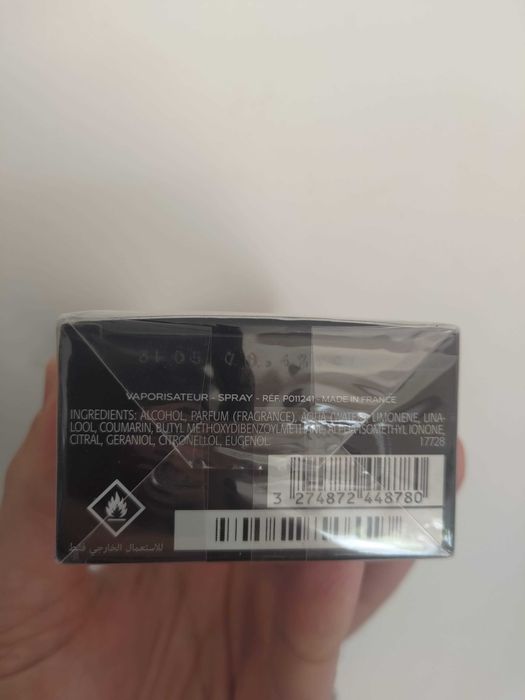 VAPORISATEUR - SPRAY - RÉF. P011241 - MADE IN FRANCE
INGREDIENTS: ALCOHOL, PARFUM (FRAGRANCE), AQUA (WATER), LIMONENE, LINA-
LOOL, COUMARIN, BUTYL METHOXYDIBENZOYLMETHANE, ALPHA-ISOMETHYL IONONE,
CITRAL, GERANIOL, CITRONELLOL, EUGENOL.
17728
3 274872 448780
للاستعمال الخارجي فقط